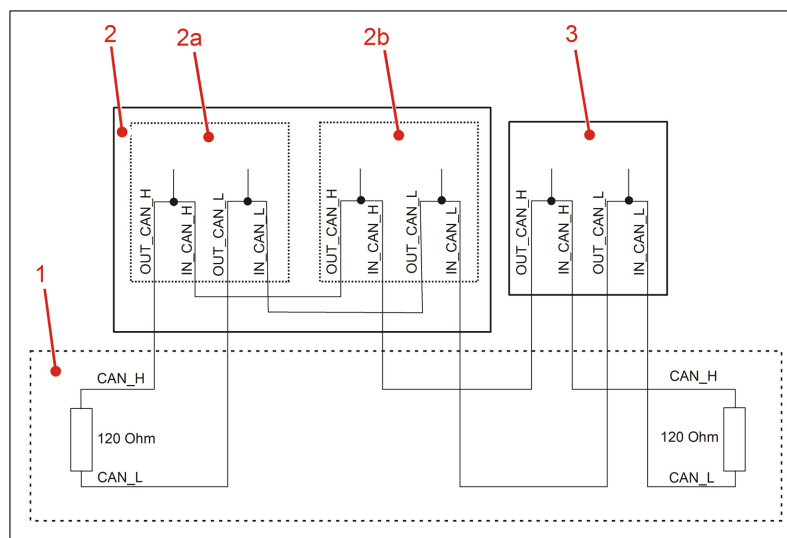 2
2a
2b
3
OUT_CAN_H
IN_CAN_H
OUT_CAN_L
IN_CAN_L
OUT_CAN_H
IN_CAN_H
OUT_CAN_L
IN_CAN_L
OUT_CAN_H
IN_CAN_H
OUT_CAN_L
IN_CAN_L
1
CAN_H
CAN_H
120 Ohm
120 Ohm
CAN_L
CAN_L